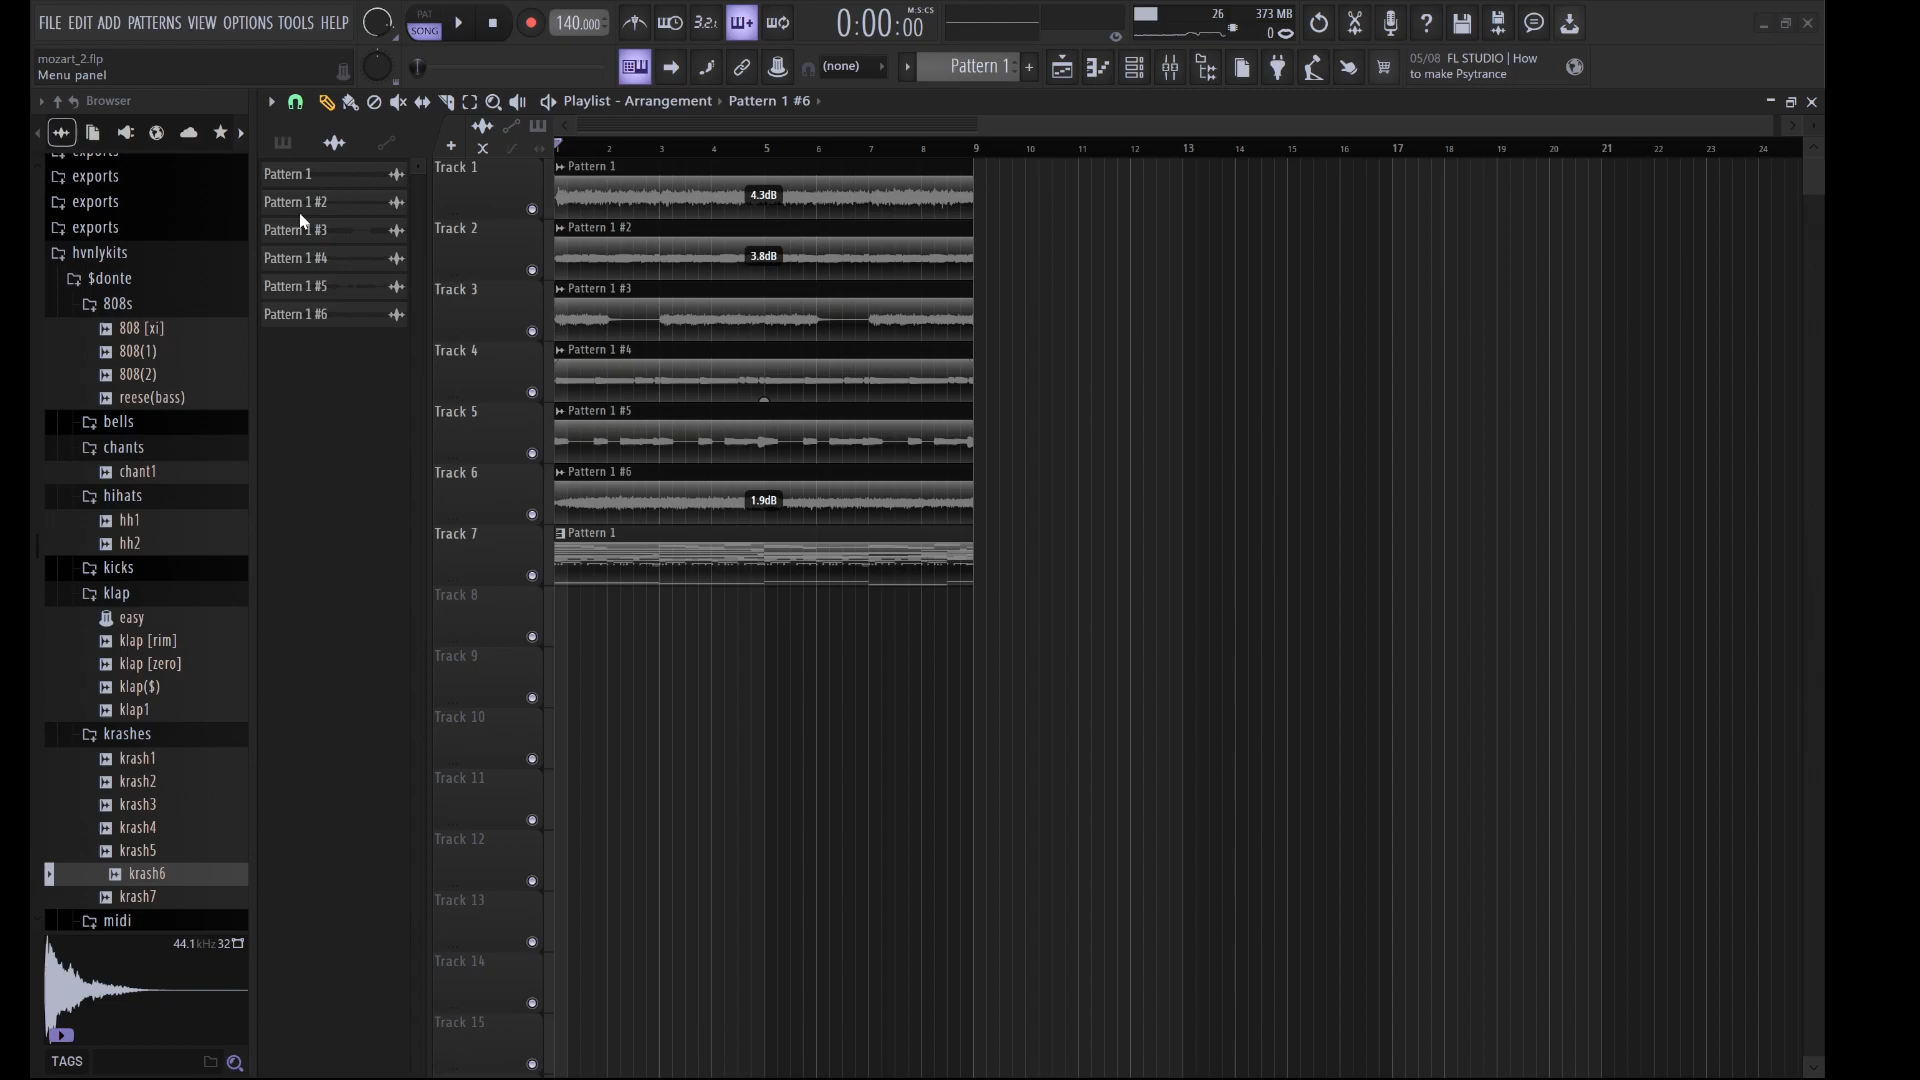 FILE EDIT ADD PATTERNS VIEW OPTIONS TOOLS HELP
PAT
SONG
140.000
3.2.
0:00:00
M:S:CS
26
373 MB
0
mozart_2.flp
Menu panel
(none)
Pattern 1
05/08 FL STUDIO | How
to make Psytrance
Browser
Playlist - Arrangement › Pattern 1 #6
exports
exports
exports
exports
hvnlykits
$donte
808s
808 [xi]
808(1)
808(2)
reese(bass)
bells
chants
chant1
hihats
hh1
hh2
kicks
klap
easy
klap [rim]
klap [zero]
klap($)
klap1
krashes
krash1
krash2
krash3
krash4
krash5
krash6
krash7
midi
44.1kHz 32
TAGS
Pattern 1
Pattern 1 #2
Pattern 1 #3
Pattern 1 #4
Pattern 1 #5
Pattern 1 #6
2 3 4 5 6 7 8 9 10 11 12 13 14 15 16 17 18 19 20 21 22 23 24
Track 1
Pattern 1
4.3dB
Track 2
Pattern 1 #2
3.8dB
Track 3
Pattern 1 #3
Track 4
Pattern 1 #4
Track 5
Pattern 1 #5
Track 6
Pattern 1 #6
1.9dB
Track 7
Pattern 1
Track 8
Track 9
Track 10
Track 11
Track 12
Track 13
Track 14
Track 15